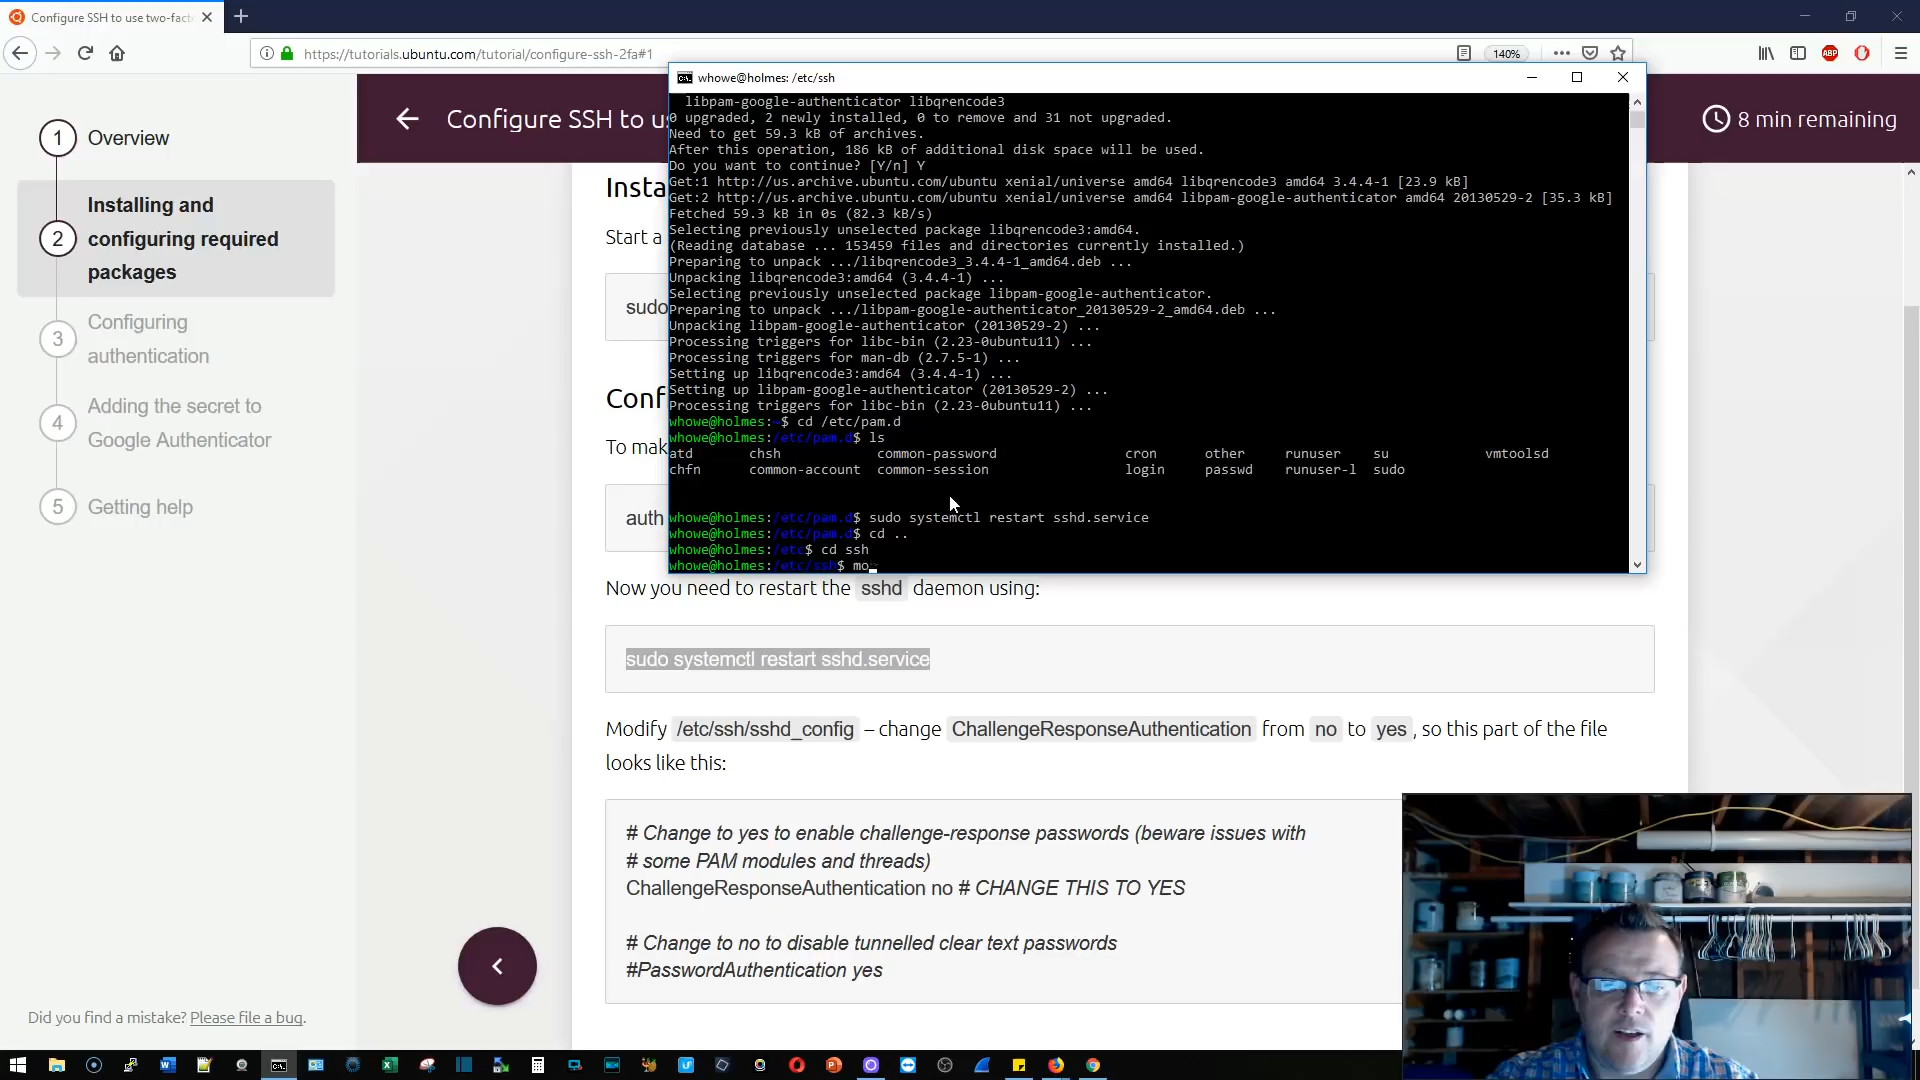 Configure SSH to use two-fact
https://tutorials.ubuntu.com/tutorial/configure-ssh-2fa#1
140%
ABP
1 Overview
2 Installing and
configuring required
packages
3 Configuring
authentication
4 Adding the secret to
Google Authenticator
5 Getting help
Did you find a mistake? Please file a bug.
Configure SSH to us
8 min remaining
Insta
Start a
sudo
Conf
To mak
auth
whowe@holmes: /etc/ssh
libpam-google-authenticator libqrencode3
0 upgraded, 2 newly installed, 0 to remove and 31 not upgraded.
Need to get 59.3 kB of archives.
After this operation, 186 kB of additional disk space will be used.
Do you want to continue? [Y/n] Y
Get:1 http://us.archive.ubuntu.com/ubuntu xenial/universe amd64 libqrencode3 amd64 3.4.4-1 [23.9 kB]
Get:2 http://us.archive.ubuntu.com/ubuntu xenial/universe amd64 libpam-google-authenticator amd64 20130529-2 [35.3 kB]
Fetched 59.3 kB in 0s (82.3 kB/s)
Selecting previously unselected package libqrencode3:amd64.
(Reading database ... 153459 files and directories currently installed.)
Preparing to unpack .../libqrencode3_3.4.4-1_amd64.deb ...
Unpacking libqrencode3:amd64 (3.4.4-1) ...
Selecting previously unselected package libpam-google-authenticator.
Preparing to unpack .../libpam-google-authenticator_20130529-2_amd64.deb ...
Unpacking libpam-google-authenticator (20130529-2) ...
Processing triggers for libc-bin (2.23-0ubuntu11) ...
Processing triggers for man-db (2.7.5-1) ...
Setting up libqrencode3:amd64 (3.4.4-1) ...
Setting up libpam-google-authenticator (20130529-2) ...
Processing triggers for libc-bin (2.23-0ubuntu11) ...
whowe@holmes:~$ cd /etc/pam.d
whowe@holmes:/etc/pam.d$ ls
atd chsh common-password cron other runuser su vmtoolsd
chfn common-account common-session login passwd runuser-l sudo
whowe@holmes:/etc/pam.d$ sudo systemctl restart sshd.service
whowe@holmes:/etc/pam.d$ cd ..
whowe@holmes:/etc$ cd ssh
whowe@holmes:/etc/ssh$ mo
Now you need to restart the sshd daemon using:
sudo systemctl restart sshd.service
Modify /etc/ssh/sshd_config – change ChallengeResponseAuthentication from no to yes, so this part of the file
looks like this:
# Change to yes to enable challenge-response passwords (beware issues with
# some PAM modules and threads)
ChallengeResponseAuthentication no # CHANGE THIS TO YES
# Change to no to disable tunnelled clear text passwords
#PasswordAuthentication yes